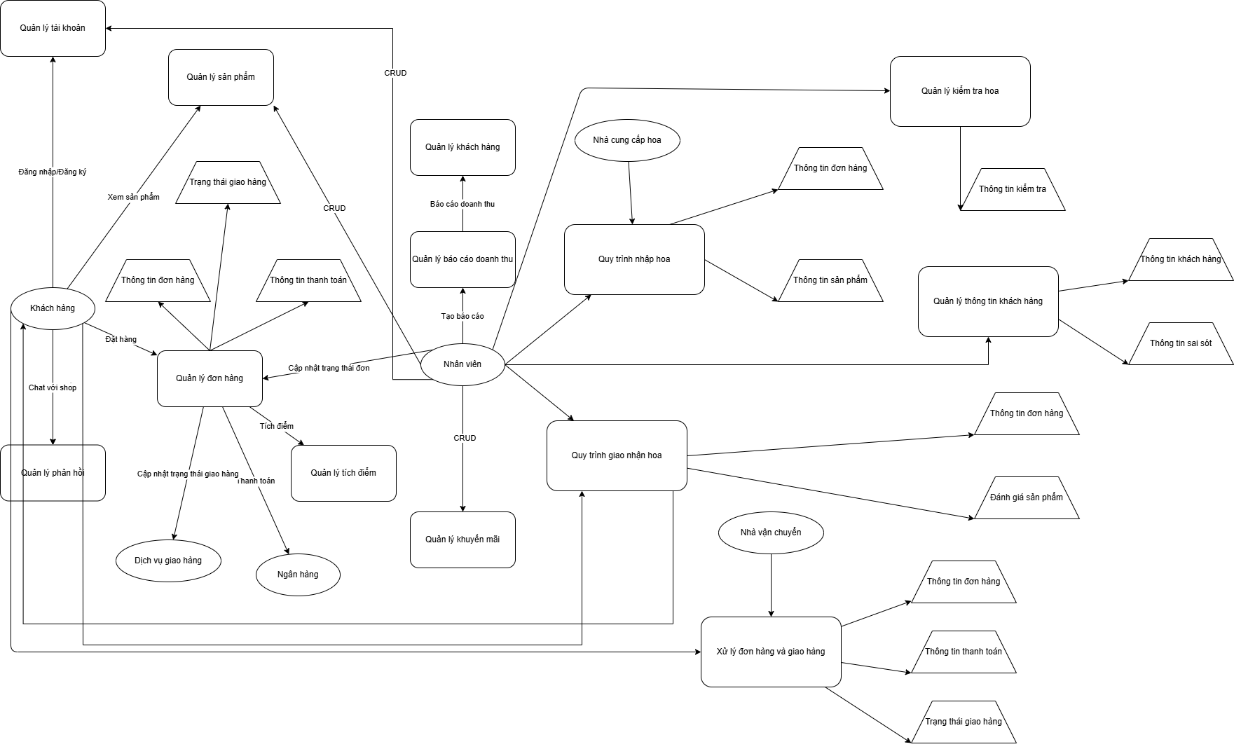 Quản lý tài khoản
Quản lý sản phẩm
CRUD
Quản lý kiểm tra hoa
Quản lý khách hàng
Nhà cung cấp hoa
Đăng nhập/Đăng ký
Xem sản phẩm
Trạng thái giao hàng
CRUD
Báo cáo doanh thu
Thông tin đơn hàng
Thông tin kiểm tra
Quản lý báo cáo doanh thu
Quy trình nhập hoa
Thông tin khách hàng
Thông tin đơn hàng
Thông tin thanh toán
Thông tin sản phẩm
Quản lý thông tin khách hàng
Khách hàng
Tạo báo cáo
Đặt hàng
Thông tin sai sót
Cập nhật trạng thái đơn
Nhân viên
Quản lý đơn hàng
Chat với shop
Tích điểm
CRUD
Thông tin đơn hàng
Quy trình giao nhận hoa
Quản lý phản hồi
Cập nhật trạng thái giao hàng
Thanh toán
Quản lý tích điểm
Đánh giá sản phẩm
Nhà vận chuyển
Quản lý khuyến mãi
Dịch vụ giao hàng
Ngân hàng
Thông tin đơn hàng
Xử lý đơn hàng và giao hàng
Thông tin thanh toán
Trạng thái giao hàng